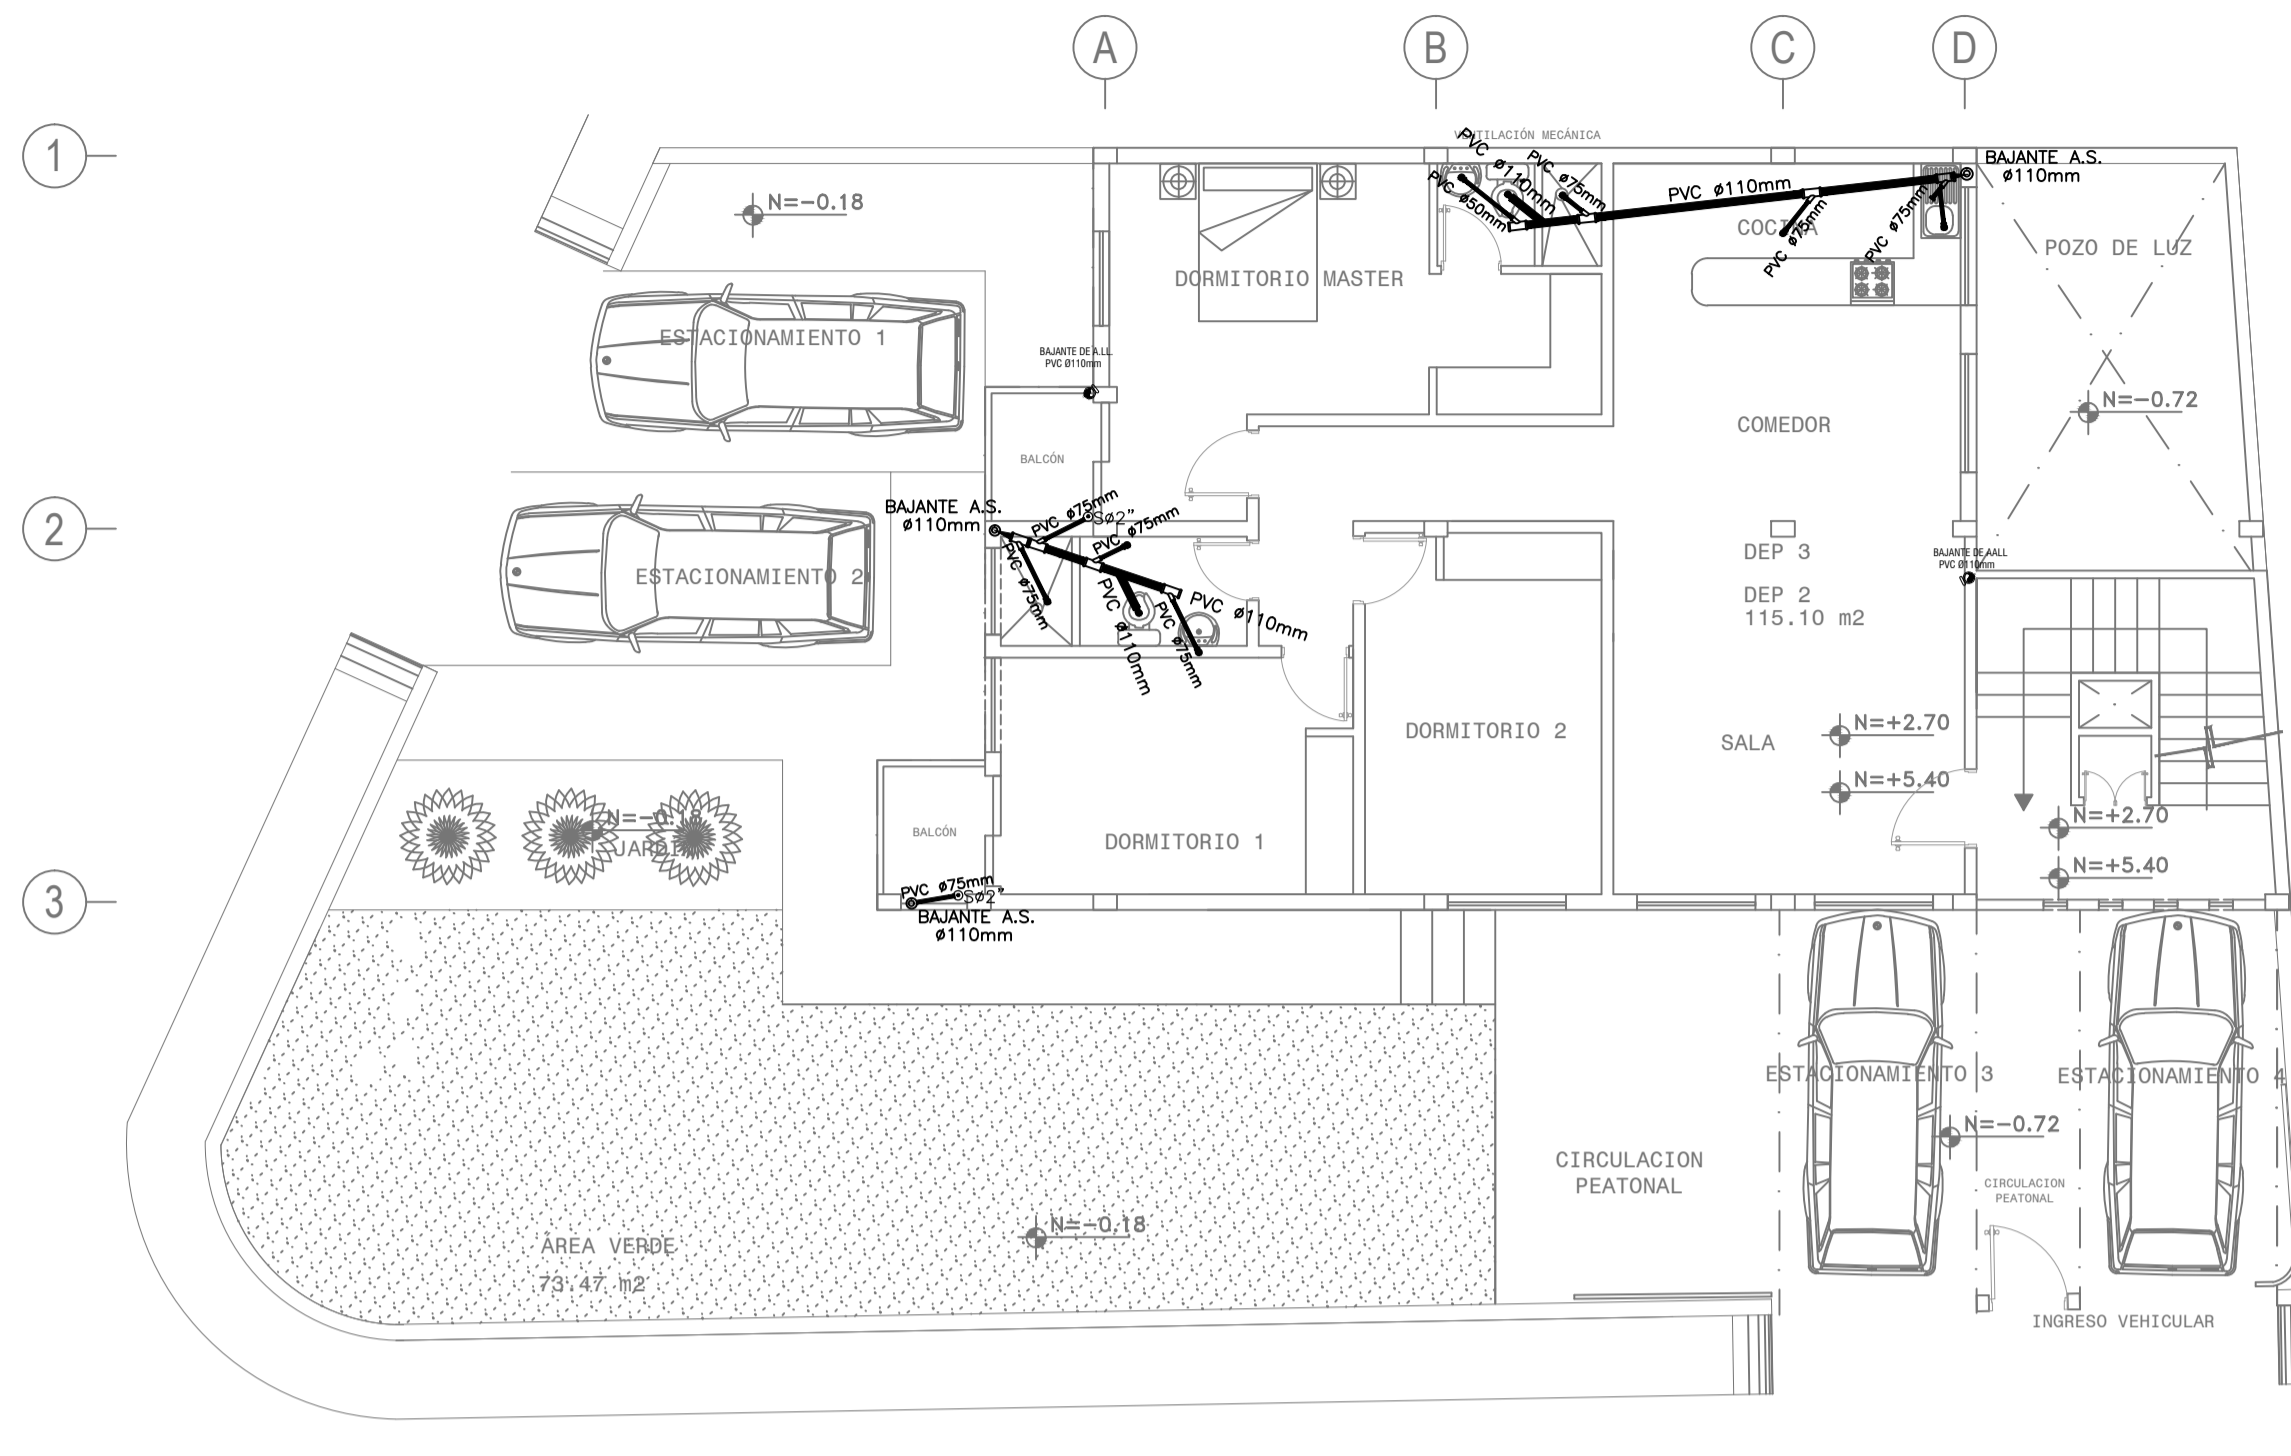 A
B
C
D
1
VENTILACIÓN MECÁNICA
PVC ø110mm
PVC ø75mm
BAJANTE A.S.
ø110mm
PVC ø50mm
PVC ø110mm
PVC ø75mm
PVC ø75mm
N=-0.18
COCINA
POZO DE LUZ
DORMITORIO MASTER
ESTACIONAMIENTO 1
BAJANTE DE A.LL.
PVC Ø110mm
N=-0.72
COMEDOR
BALCÓN
2
BAJANTE A.S.
ø110mm
PVC ø75mm
Sø2"
PVC ø75mm
PVC ø75mm
PVC ø110mm
PVC ø110mm
PVC ø75mm
ESTACIONAMIENTO 2
DEP 3
BAJANTE DE AALL
PVC Ø110mm
DEP 2
115.10 m2
DORMITORIO 2
SALA
N=+2.70
N=+5.40
N=-0.18
JARDIN
BALCÓN
DORMITORIO 1
N=+2.70
N=+5.40
3
PVC ø75mm
Sø2"
BAJANTE A.S.
ø110mm
ESTACIONAMIENTO 3
ESTACIONAMIENTO 4
N=-0.72
CIRCULACION
PEATONAL
CIRCULACION
PEATONAL
N=-0.18
AREA VERDE
73.47 m2
INGRESO VEHICULAR